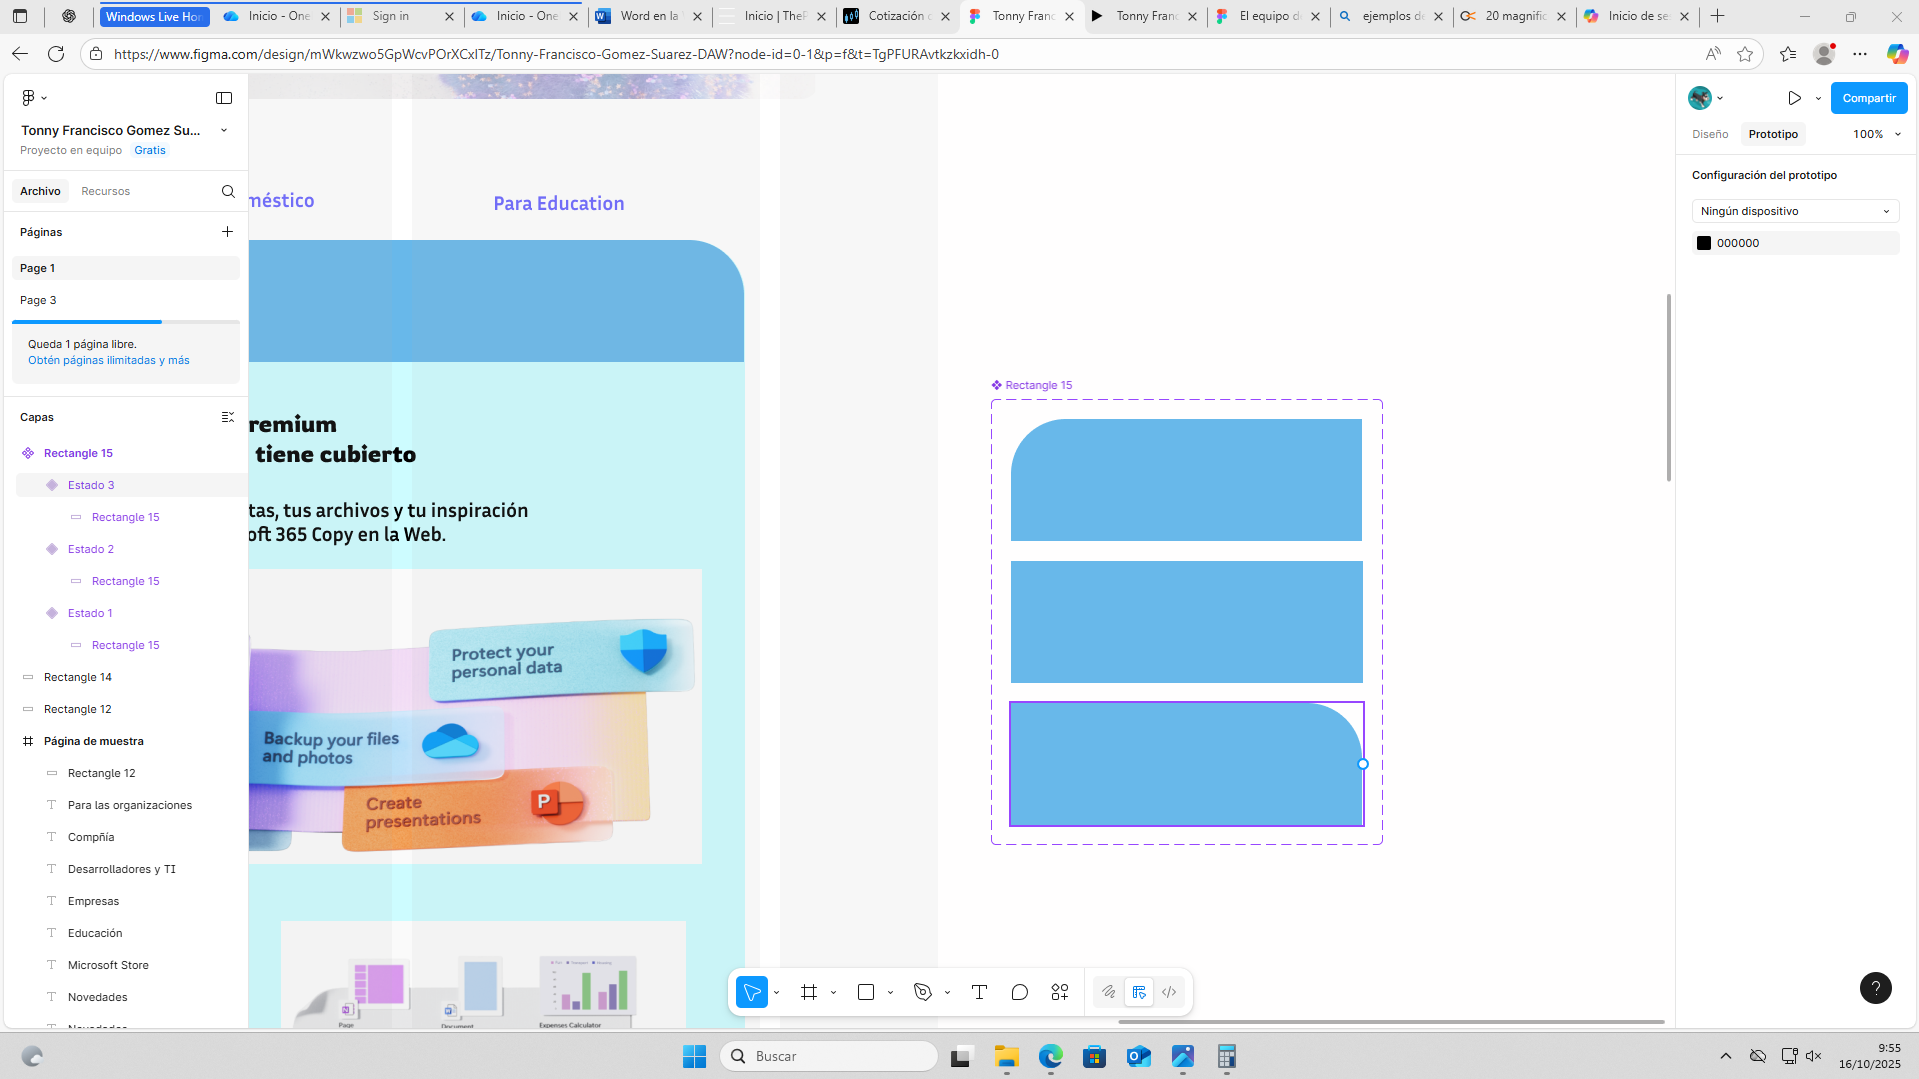 Windows Live Hor
Inicio - One
Sign in
Inicio - One
Word en la
Inicio | TheP
Cotización
Tonny Franc
Tonny Franc
El equipo d
ejemplos de
20 magnific
Inicio de se
https://www.figma.com/design/mWkwzwo5GpWcvPOrXCxITz/Tonny-Francisco-Gomez-Suarez-DAW?node-id=0-1&p=f&t=TgPFURAvtkzkxidh-0
Tonny Francisco Gomez Su...
Proyecto en equipo Gratis
Archivo Recursos
Páginas
Page 1
Page 3
Queda 1 página libre.
Obtén páginas ilimitadas y más
Capas
Rectangle 15
Estado 3
Rectangle 15
Estado 2
Rectangle 15
Estado 1
Rectangle 15
Rectangle 14
Rectangle 12
Página de muestra
Rectangle 12
Para las organizaciones
Compñía
Desarrolladores y TI
Empresas
Educación
Microsoft Store
Novedades
Novedades
méstico
Para Education
remium
tiene cubierto
tas, tus archivos y tu inspiración
oft 365 Copy en la Web.
Protect your
personal data
Backup your files
and photos
Create
presentations
P
Page
Document
Expenses Calculator
Rectangle 15
Compartir
Diseño Prototipo 100%
Configuración del prototipo
Ningún dispositivo
000000
?
Buscar
9:55
16/10/2025